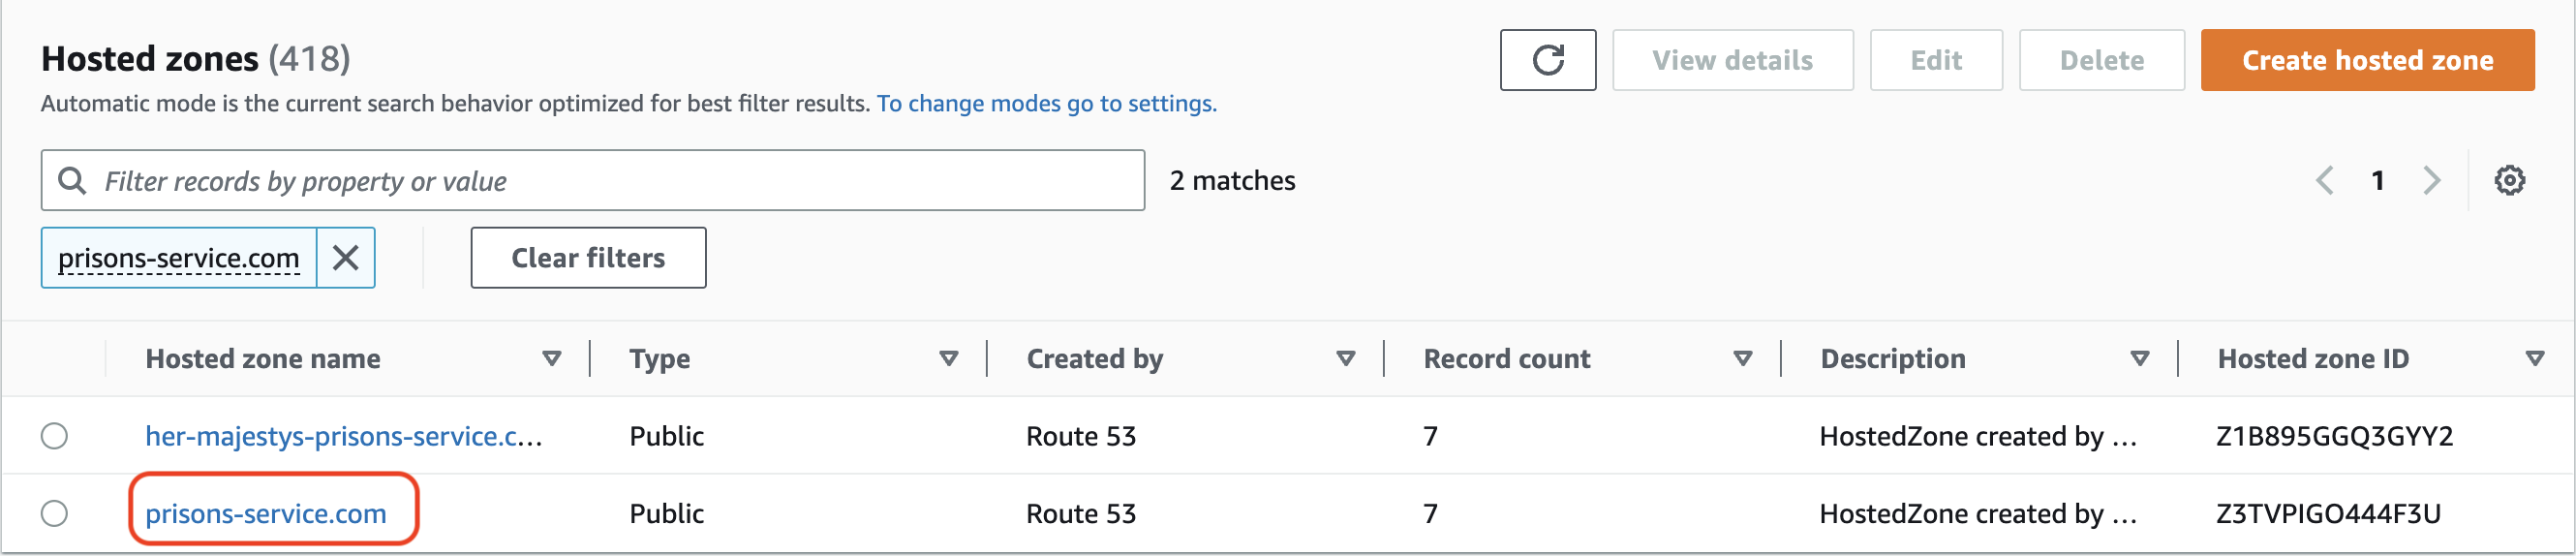 Hosted zones (418)
View details
Edit
Delete
Create hosted zone
Automatic mode is the current search behavior optimized for best filter results. To change modes go to settings.
Filter records by property or value
2 matches
1
prisons-service.com
Clear filters
Hosted zone name Type Created by Record count Description Hosted zone ID
her-majestys-prisons-service.c... Public Route 53 7 HostedZone created by ... Z1B895GGQ3GYY2
prisons-service.com Public Route 53 7 HostedZone created by ... Z3TVPIGO444F3U